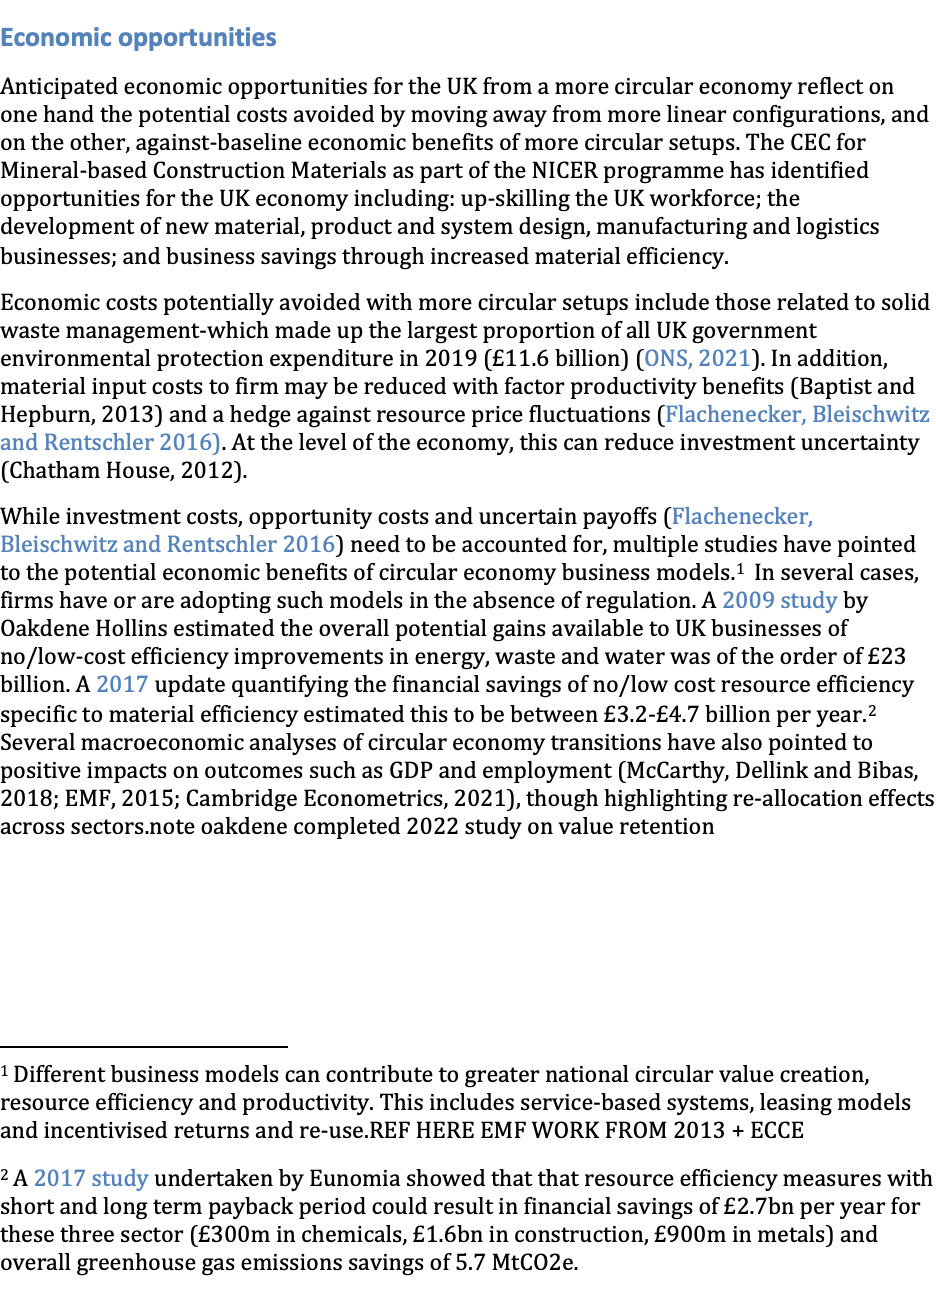 Economic opportunities
Anticipated economic opportunities for the UK from a more circular economy reflect on
one hand the potential costs avoided by moving away from more linear configurations, and
on the other, against-baseline economic benefits of more circular setups. The CEC for
Mineral-based Construction Materials as part of the NICER programme has identified
opportunities for the UK economy including: up-skilling the UK workforce; the
development of new material, product and system design, manufacturing and logistics
businesses; and business savings through increased material efficiency.
Economic costs potentially avoided with more circular setups include those related to solid
waste management-which made up the largest proportion of all UK government
environmental protection expenditure in 2019 (£11.6 billion) (ONS, 2021). In addition,
material input costs to firm may be reduced with factor productivity benefits (Baptist and
Hepburn, 2013) and a hedge against resource price fluctuations (Flachenecker, Bleischwitz
and Rentschler 2016). At the level of the economy, this can reduce investment uncertainty
(Chatham House, 2012).
While investment costs, opportunity costs and uncertain payoffs (Flachenecker,
Bleischwitz and Rentschler 2016) need to be accounted for, multiple studies have pointed
to the potential economic benefits of circular economy business models.1 In several cases,
firms have or are adopting such models in the absence of regulation. A 2009 study by
Oakdene Hollins estimated the overall potential gains available to UK businesses of
no/low-cost efficiency improvements in energy, waste and water was of the order of £23
billion. A 2017 update quantifying the financial savings of no/low cost resource efficiency
specific to material efficiency estimated this to be between £3.2-£4.7 billion per year.2
Several macroeconomic analyses of circular economy transitions have also pointed to
positive impacts on outcomes such as GDP and employment (McCarthy, Dellink and Bibas,
2018; EMF, 2015; Cambridge Econometrics, 2021), though highlighting re-allocation effects
across sectors.note oakdene completed 2022 study on value retention
1 Different business models can contribute to greater national circular value creation,
resource efficiency and productivity. This includes service-based systems, leasing models
and incentivised returns and re-use.REF HERE EMF WORK FROM 2013 + ECCE
2 A 2017 study undertaken by Eunomia showed that that resource efficiency measures with
short and long term payback period could result in financial savings of £2.7bn per year for
these three sector (£300m in chemicals, £1.6bn in construction, £900m in metals) and
overall greenhouse gas emissions savings of 5.7 MtCO2e.